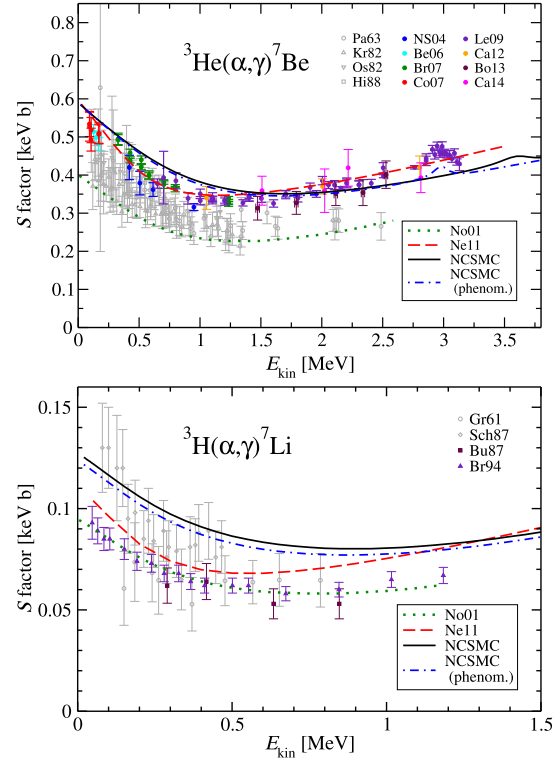 ³He(α,γ)⁷Be
Pa63
Kr82
Os82
Hi88
NS04
Be06
Br07
Co07
Le09
Ca12
Bo13
Ca14
S factor [keV b]
0.8
0.7
0.6
0.5
0.4
0.3
0.2
0.1
0
No01
Ne11
NCSMC
NCSMC
(phenom.)
0 0.5 1 1.5 2 2.5 3 3.5
E_kin [MeV]
³H(α,γ)⁷Li
Gr61
Sch87
Bu87
Br94
S factor [keV b]
0.15
0.1
0.05
No01
Ne11
NCSMC
NCSMC
(phenom.)
0 0.5 1 1.5
E_kin [MeV]